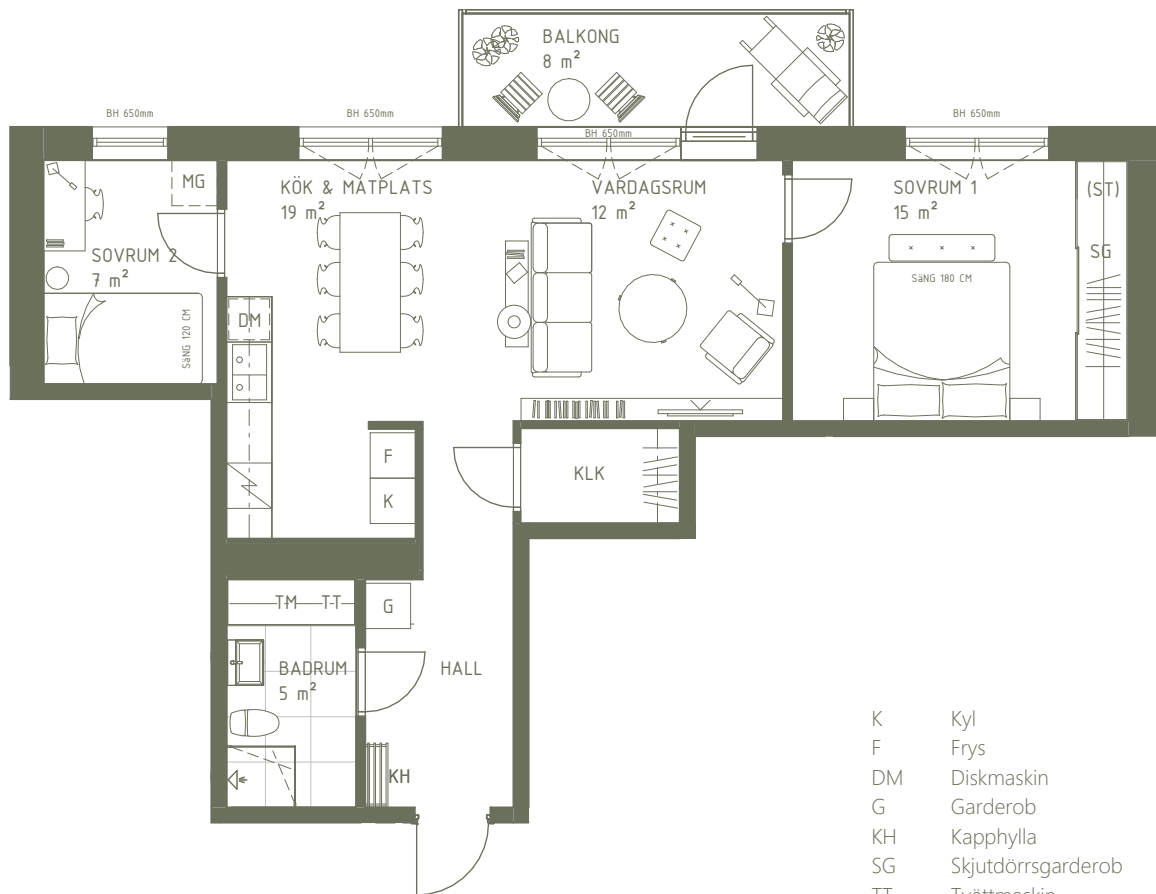 BALKONG
8 m²
BH 650mm
BH 650mm
BH 650mm
BH 650mm
MG
KÖK & MATPLATS
19 m²
VARDAGSRUM
12 m²
SOVRUM 1
15 m²
(ST)
SG
SOVRUM 2
7 m²
SäNG 180 CM
SäNG 120 CM
DM
F
K
KLK
TM
TT
G
BADRUM
5 m²
HALL
KH
K Kyl
F Frys
DM Diskmaskin
G Garderob
KH Kapphylla
SG Skjutdörrsgarderob